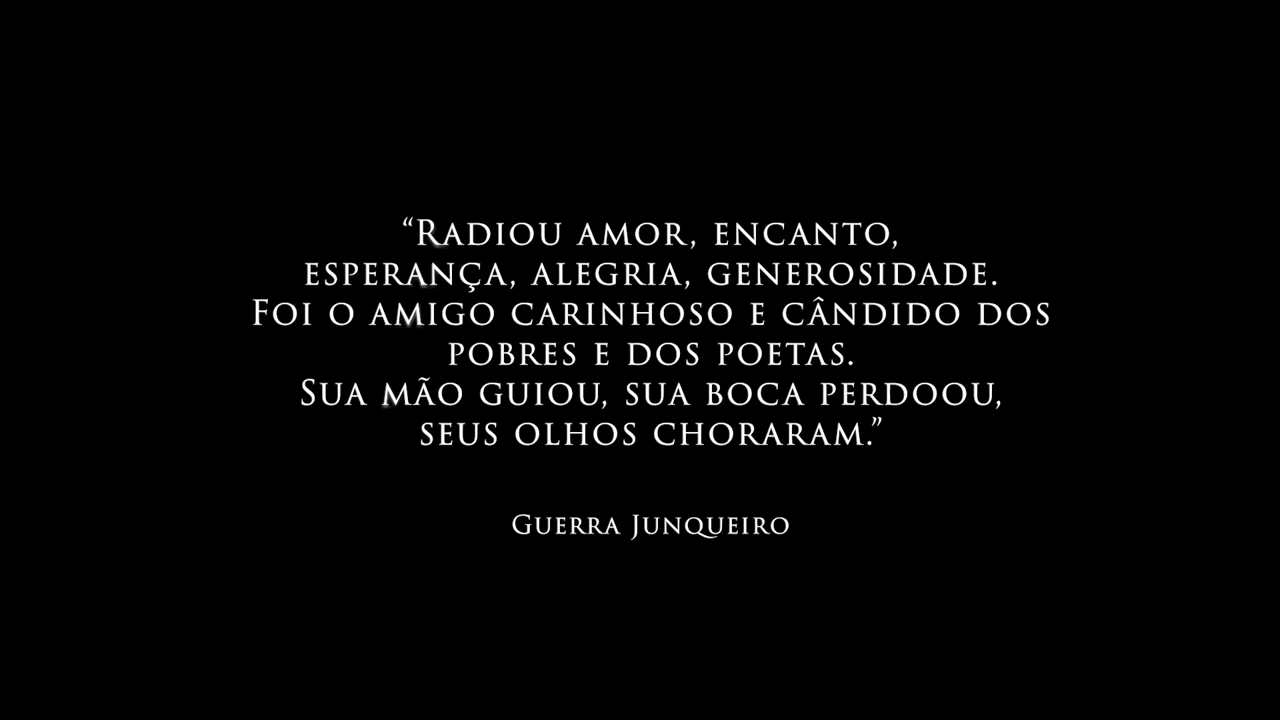 “Radiou amor, encanto,
esperança, alegria, generosidade.
Foi o amigo carinhoso e cândido dos
pobres e dos poetas.
Sua mão guiou, sua boca perdoou,
seus olhos choraram.”
Guerra Junqueiro